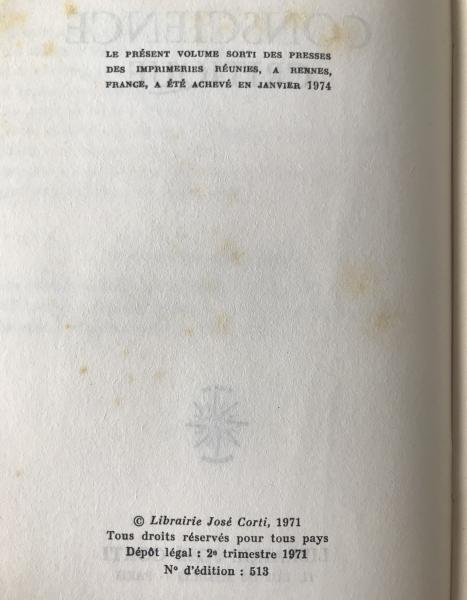 LE PRÉSENT VOLUME SORTI DES PRESSES
DES IMPRIMERIES RÉUNIES, A RENNES,
FRANCE, A ÉTÉ ACHEVÉ EN JANVIER 1974
CONSCIENCE
© Librairie José Corti, 1971
Tous droits réservés pour tous pays
Dépôt légal : 2e trimestre 1971
N° d'édition : 513